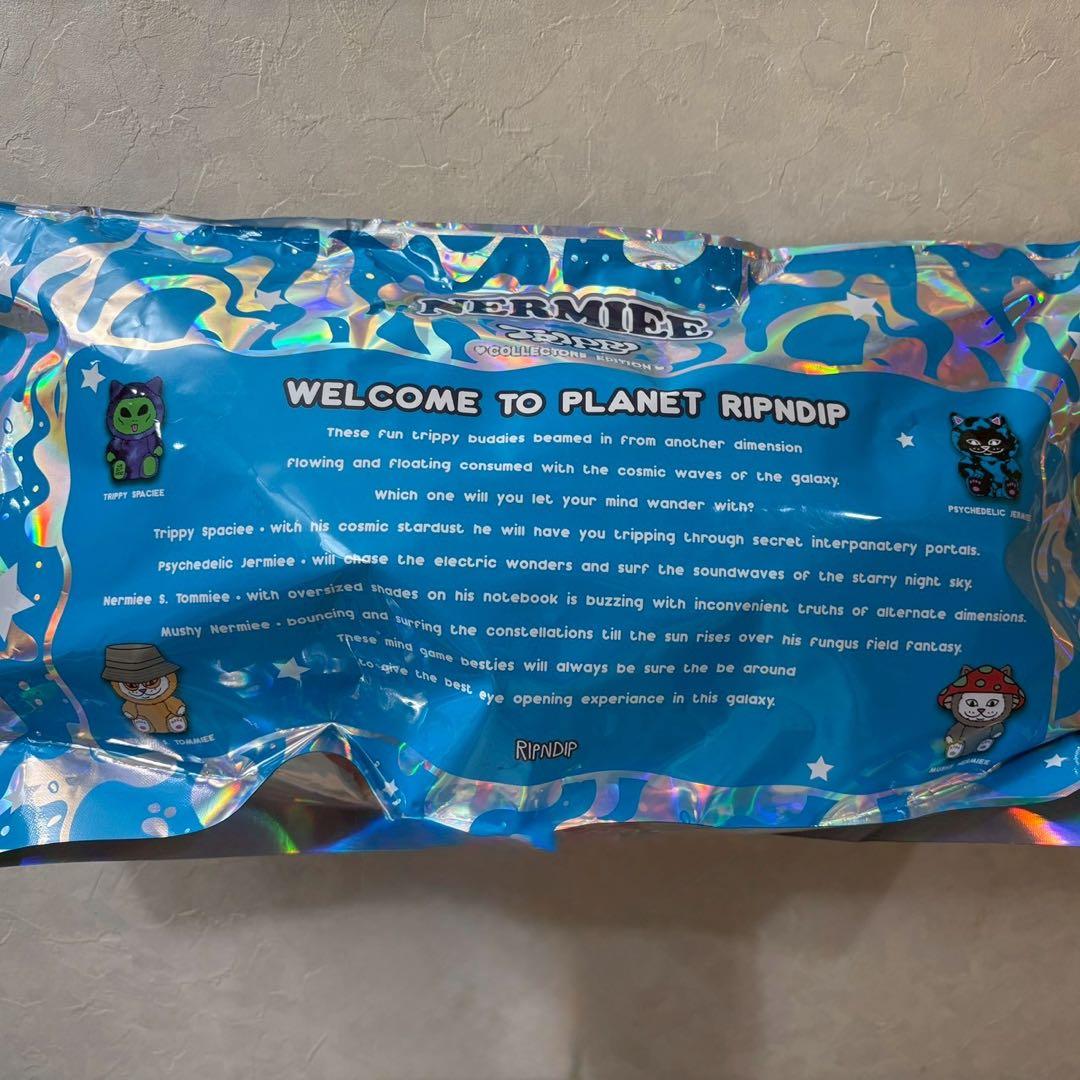 NERMIEE
COLLECTORS EDITION
WELCOME TO PLANET RIPNDIP
These fun trippy buddies beamed in from another dimension
flowing and floating consumed with the cosmic waves of the galaxy.
Which one will you let your mind wander with?
Trippy Spaciee • with his cosmic stardust he will have you tripping through secret interpanatery portals.
Psychedelic Jermiee • will chase the electric wonders and surf the soundwaves of the starry night sky.
Nermiee S. Tommiee • with oversized shades on his notebook is buzzing with inconvenient truths of alternate dimensions.
Mushy Nermiee • bouncing and surfing the constellations till the sun rises over his fungus field fantasy.
These mind game besties will always be sure the be around
to give the best eye opening experiance in this galaxy.
TRIPPY SPACIEE
PSYCHEDELIC JERMIEE
S. TOMMIEE
MUSHY NERMIEE
RIPNDIP